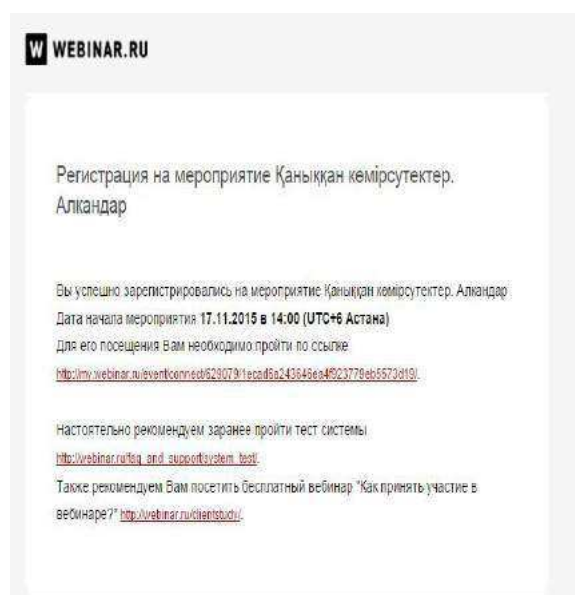 W WEBINAR.RU
Регистрация на мероприятие Қаныққан көмірсутектер.
Алкандар
Вы успешно зарегистрировались на мероприятие Қаныққан көмірсутектер. Алкандар
Дата начала мероприятия 17.11.2015 в 14:00 (UTC+6 Астана)
Для его посещения Вам необходимо пройти по ссылке
Настоятельно рекомендуем заранее пройти тест системы
http://webinar.ru/faq_and_support/system_test/.
Также рекомендуем Вам посетить бесплатный вебинар "Как принять участие в
вебинаре?" http://webinar.ru/clientstudy/.